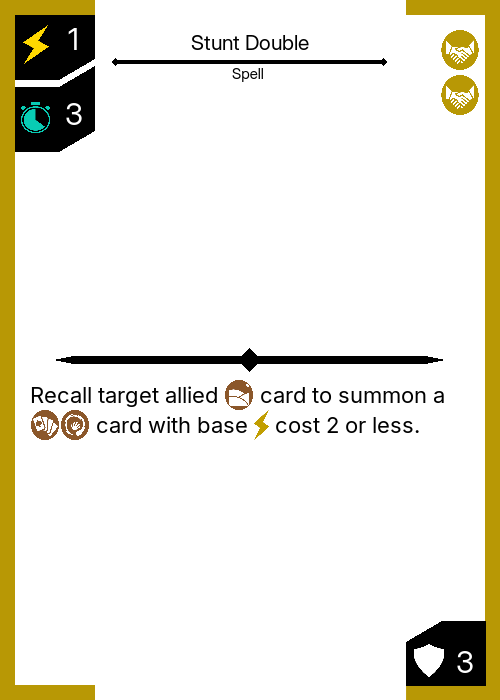 1
Stunt Double
Spell
3
Recall target allied card to summon a
card with base cost 2 or less.
3